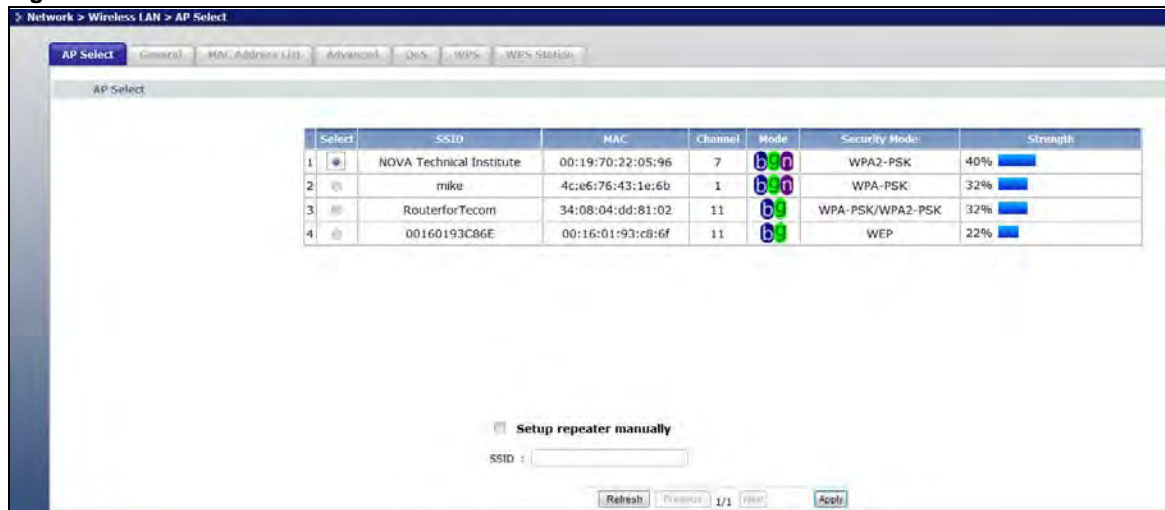 > Network > Wireless LAN > AP Select
AP Select General MAC Address List Advanced QoS WPS WPS Station
AP Select
Select SSID MAC Channel Mode Security Mode Strength
1 NOVA Technical Institute 00:19:70:22:05:96 7 bgn WPA2-PSK 40%
2 mike 4c:e6:76:43:1e:6b 1 bgn WPA-PSK 32%
3 RouterforTecom 34:08:04:dd:81:02 11 bg WPA-PSK/WPA2-PSK 32%
4 00160193C86E 00:16:01:93:c8:6f 11 bg WEP 22%
Setup repeater manually
SSID :
Refresh Previous 1/1 Next Apply